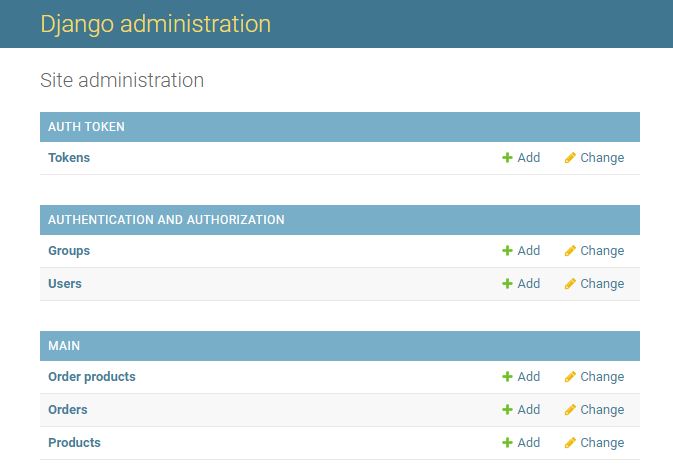 Django administration
Site administration
AUTH TOKEN
Tokens Add Change
AUTHENTICATION AND AUTHORIZATION
Groups Add Change
Users Add Change
MAIN
Order products Add Change
Orders Add Change
Products Add Change